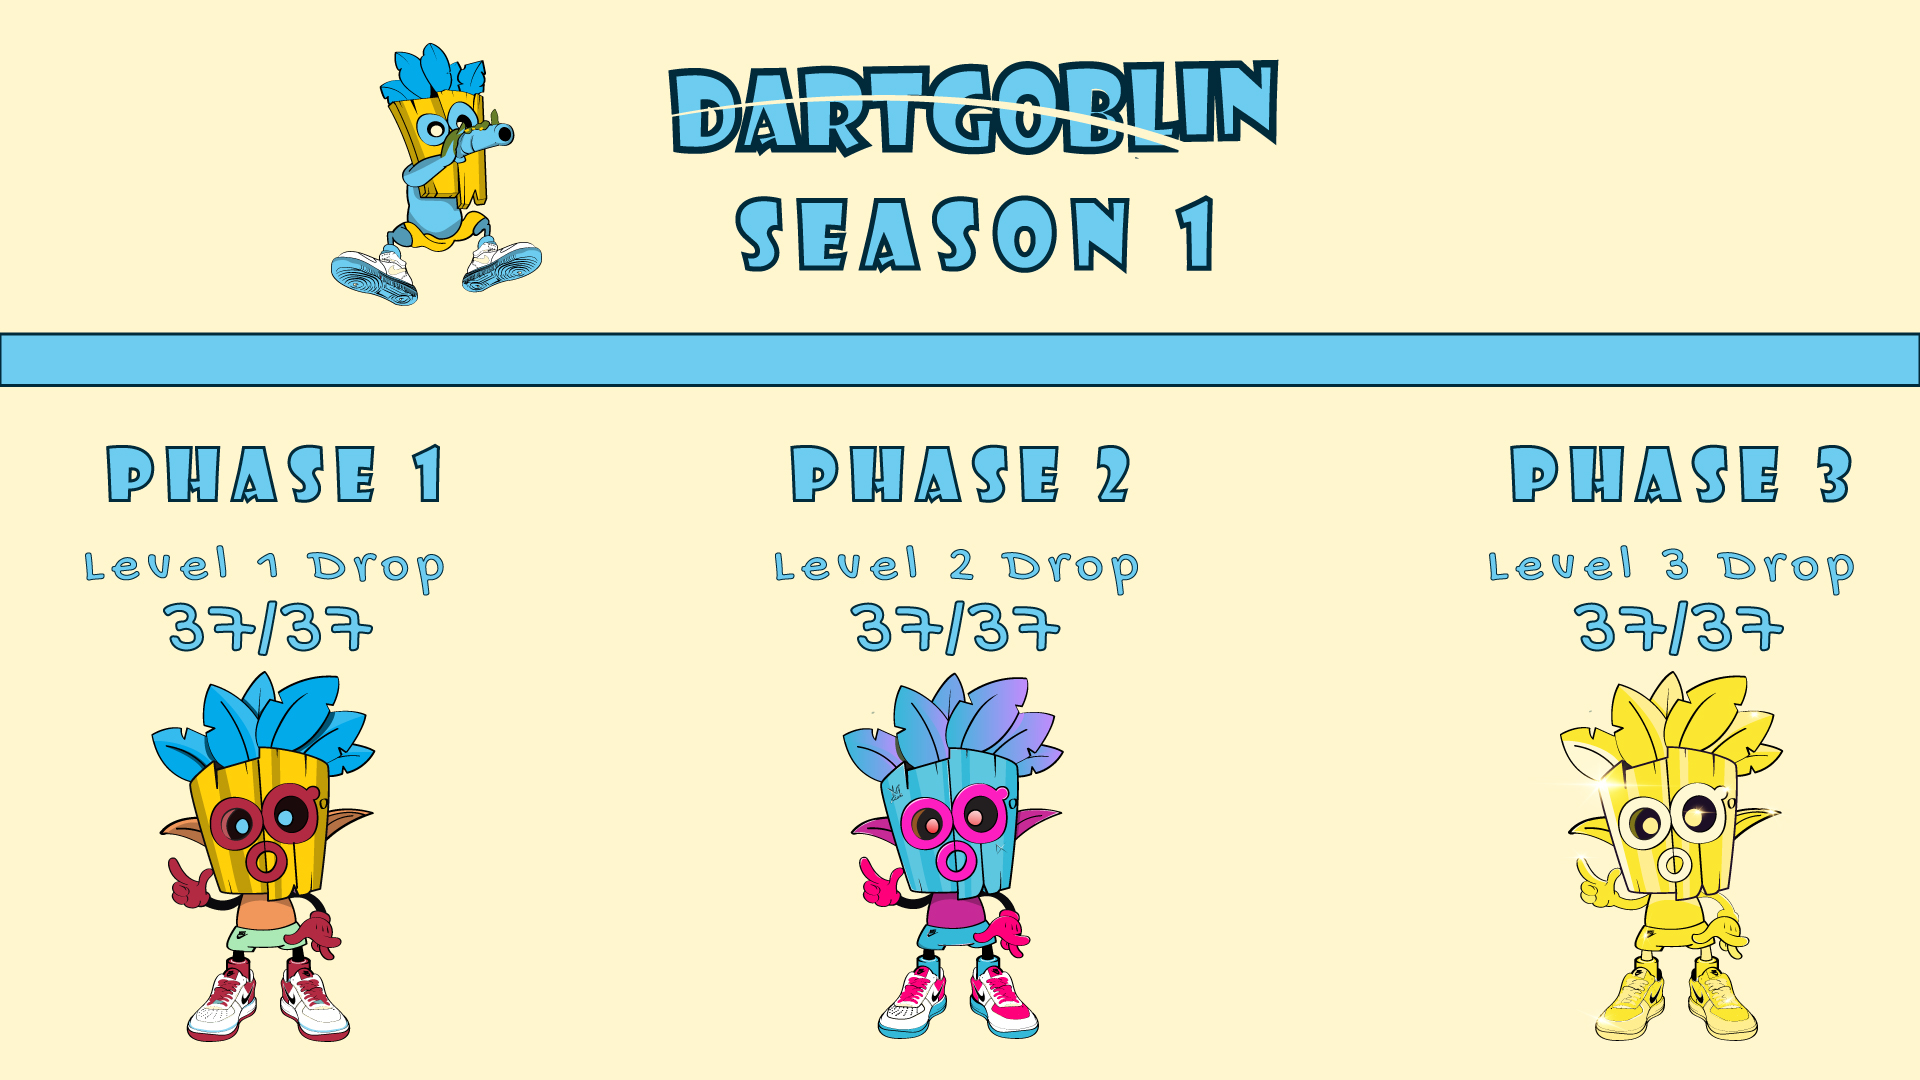 DARTGOBLIN
SEASON 1
PHASE 1
PHASE 2
PHASE 3
Level 1 Drop
Level 2 Drop
Level 3 Drop
37/37
37/37
37/37